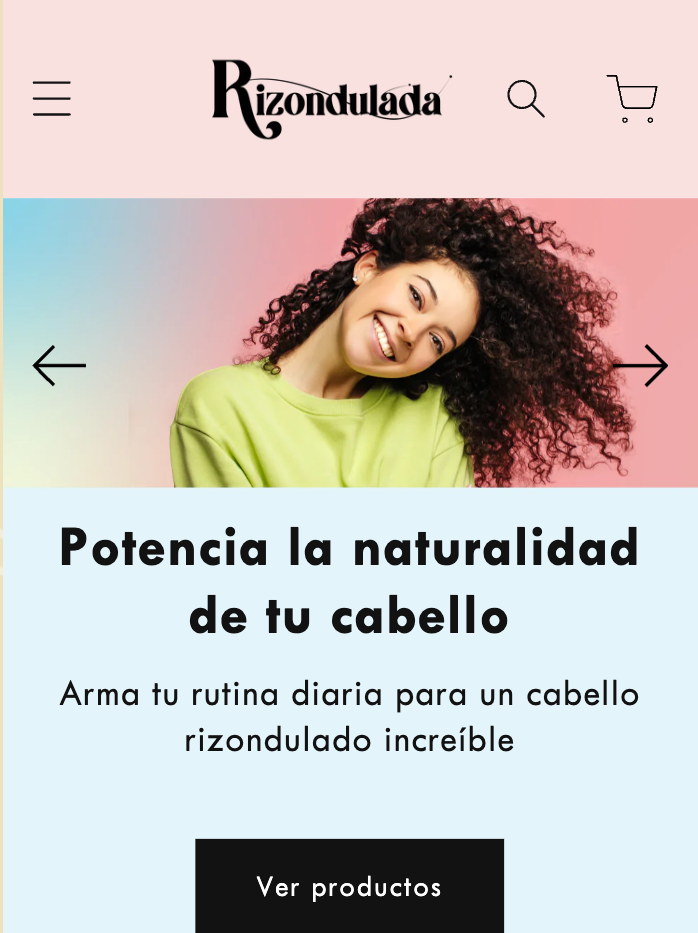 Rizondulada
Potencia la naturalidad
de tu cabello
Arma tu rutina diaria para un cabello
rizondulado increíble
Ver productos